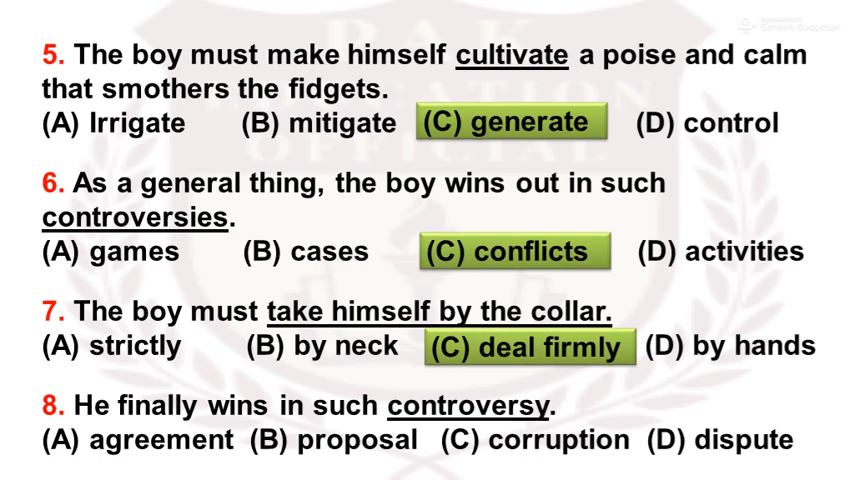 5. The boy must make himself cultivate a poise and calm
that smothers the fidgets.
(A) Irrigate (B) mitigate (C) generate (D) control
6. As a general thing, the boy wins out in such
controversies.
(A) games (B) cases (C) conflicts (D) activities
7. The boy must take himself by the collar.
(A) strictly (B) by neck (C) deal firmly (D) by hands
8. He finally wins in such controversy.
(A) agreement (B) proposal (C) corruption (D) dispute